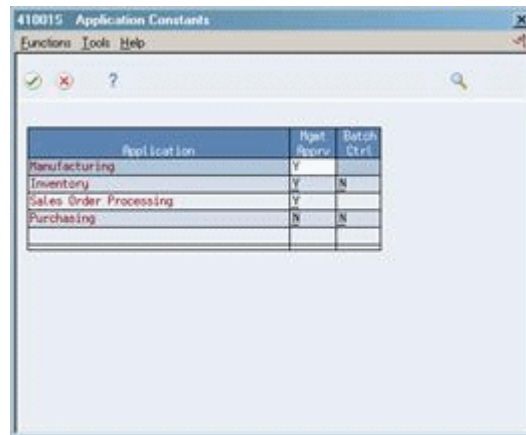 410015 Application Constants
Functions Tools Help
?
Application Mgmt Apprv Batch Ctrl
Manufacturing Y
Inventory Y N
Sales Order Processing Y
Purchasing N N